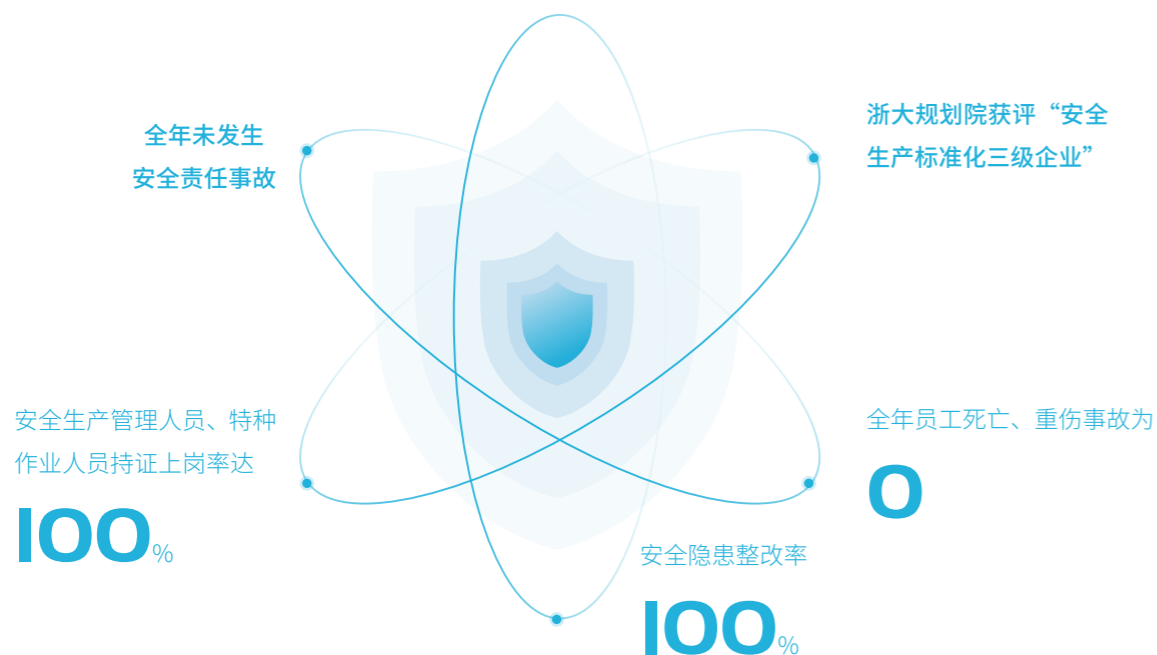 全年未发生
安全责任事故
浙大规划院获评“安全
生产标准化三级企业”
安全生产管理人员、特种
作业人员持证上岗率达
100%
全年员工死亡、重伤事故为
0
安全隐患整改率
100%